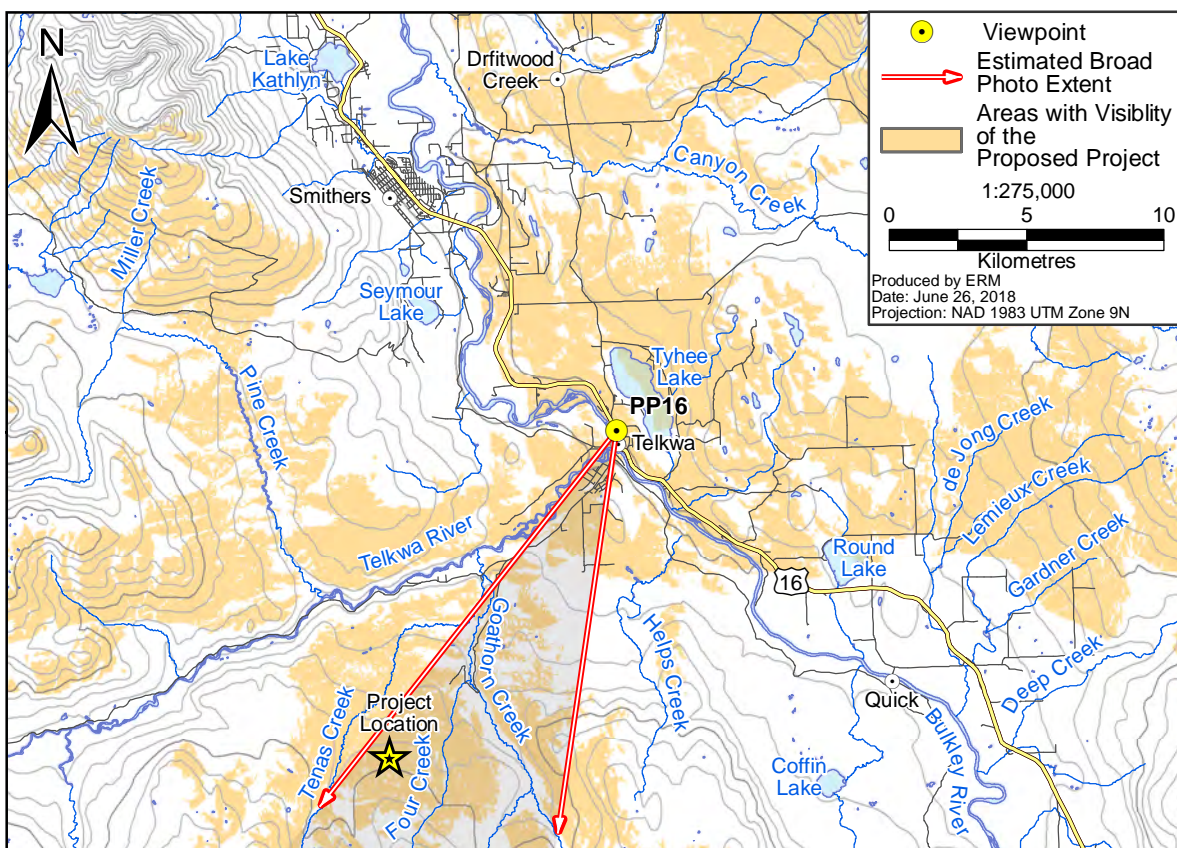 N
Lake
Kathlyn
Drfitwood
Creek
Canyon Creek
Smithers
Miller Creek
Seymour
Lake
Tyhee
Lake
PP16
Telkwa
Pine Creek
de Jong Creek
Lemieux Creek
Telkwa River
Round
Lake
16
Gardner Creek
Goathorn Creek
Helps Creek
Deep Creek
Quick
Project
Location
Tenas Creek
Four Creek
Bulkley River
Coffin
Lake
Viewpoint
Estimated Broad
Photo Extent
Areas with Visiblity
of the
Proposed Project
1:275,000
0 5 10
Kilometres
Produced by ERM
Date: June 26, 2018
Projection: NAD 1983 UTM Zone 9N